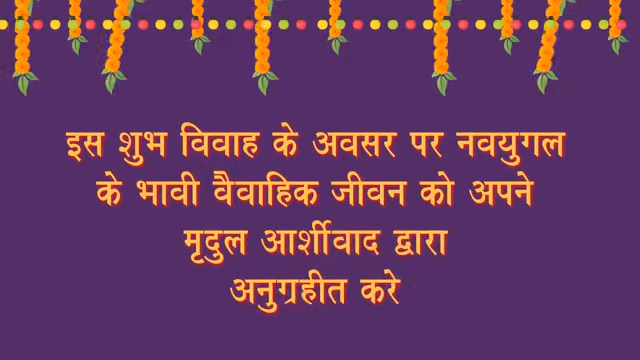 इस शुभ विवाह के अवसर पर नवयुगल
के भावी वैवाहिक जीवन को अपने
मृदुल आर्शीवाद द्वारा
अनुग्रहीत करे